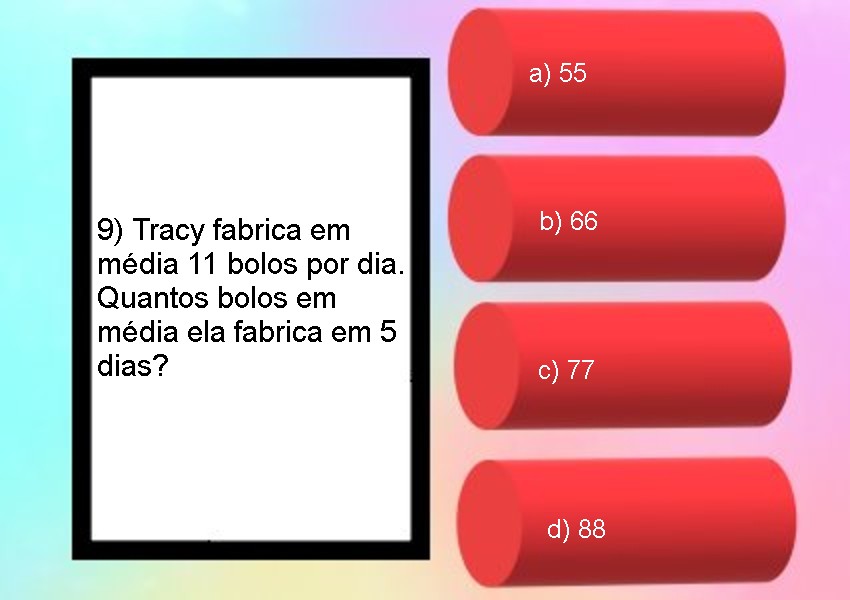 9) Tracy fabrica em
média 11 bolos por dia.
Quantos bolos em
média ela fabrica em 5
dias?
a) 55
b) 66
c) 77
d) 88